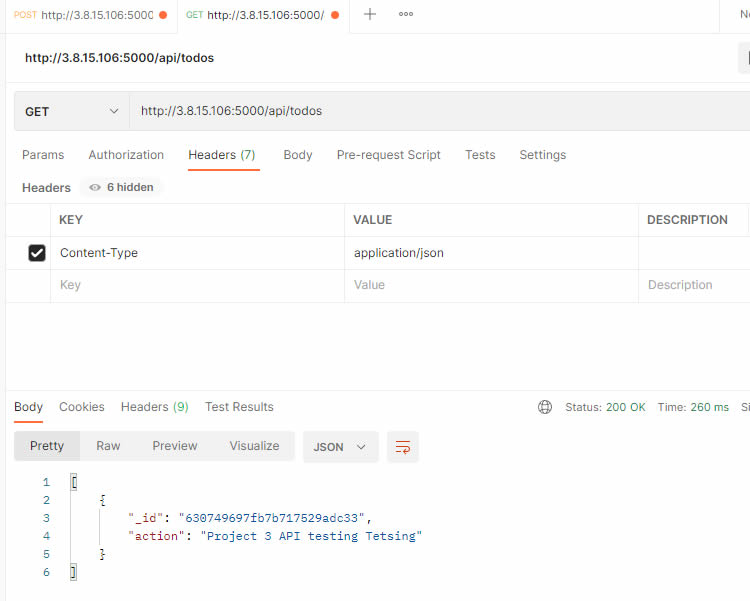 POST http://3.8.15.106:5000 GET http://3.8.15.106:5000/
http://3.8.15.106:5000/api/todos
GET http://3.8.15.106:5000/api/todos
Params Authorization Headers (7) Body Pre-request Script Tests Settings
Headers 6 hidden
KEY VALUE DESCRIPTION
Content-Type application/json
Key Value Description
Body Cookies Headers (9) Test Results Status: 200 OK Time: 260 ms
Pretty Raw Preview Visualize JSON
1 [
2 {
3 "_id": "630749697fb7b717529adc33",
4 "action": "Project 3 API testing Tetsing"
5 }
6 ]